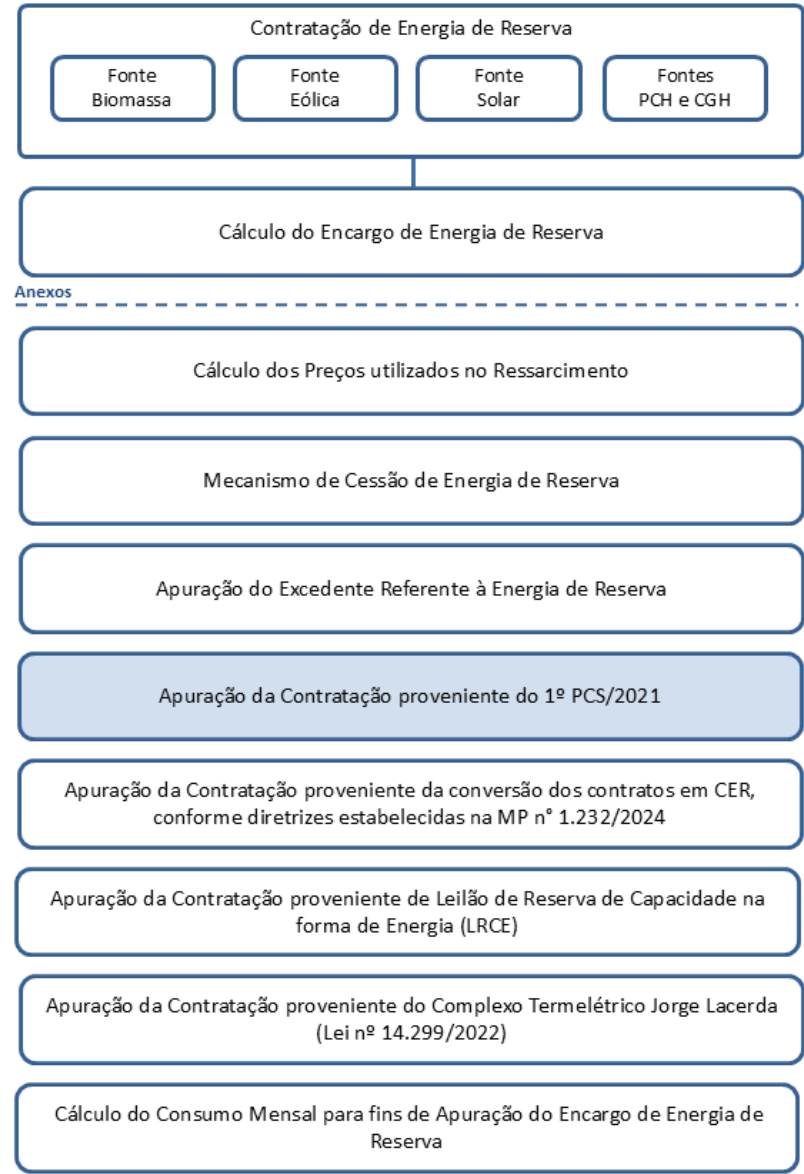 Contratação de Energia de Reserva
Fonte
Biomassa
Fonte
Eólica
Fonte
Solar
Fontes
PCH e CGH
Cálculo do Encargo de Energia de Reserva
Anexos
Cálculo dos Preços utilizados no Ressarcimento
Mecanismo de Cessão de Energia de Reserva
Apuração do Excedente Referente à Energia de Reserva
Apuração da Contratação proveniente do 1º PCS/2021
Apuração da Contratação proveniente da conversão dos contratos em CER,
conforme diretrizes estabelecidas na MP n° 1.232/2024
Apuração da Contratação proveniente de Leilão de Reserva de Capacidade na
forma de Energia (LRCE)
Apuração da Contratação proveniente do Complexo Termelétrico Jorge Lacerda
(Lei nº 14.299/2022)
Cálculo do Consumo Mensal para fins de Apuração do Encargo de Energia de
Reserva